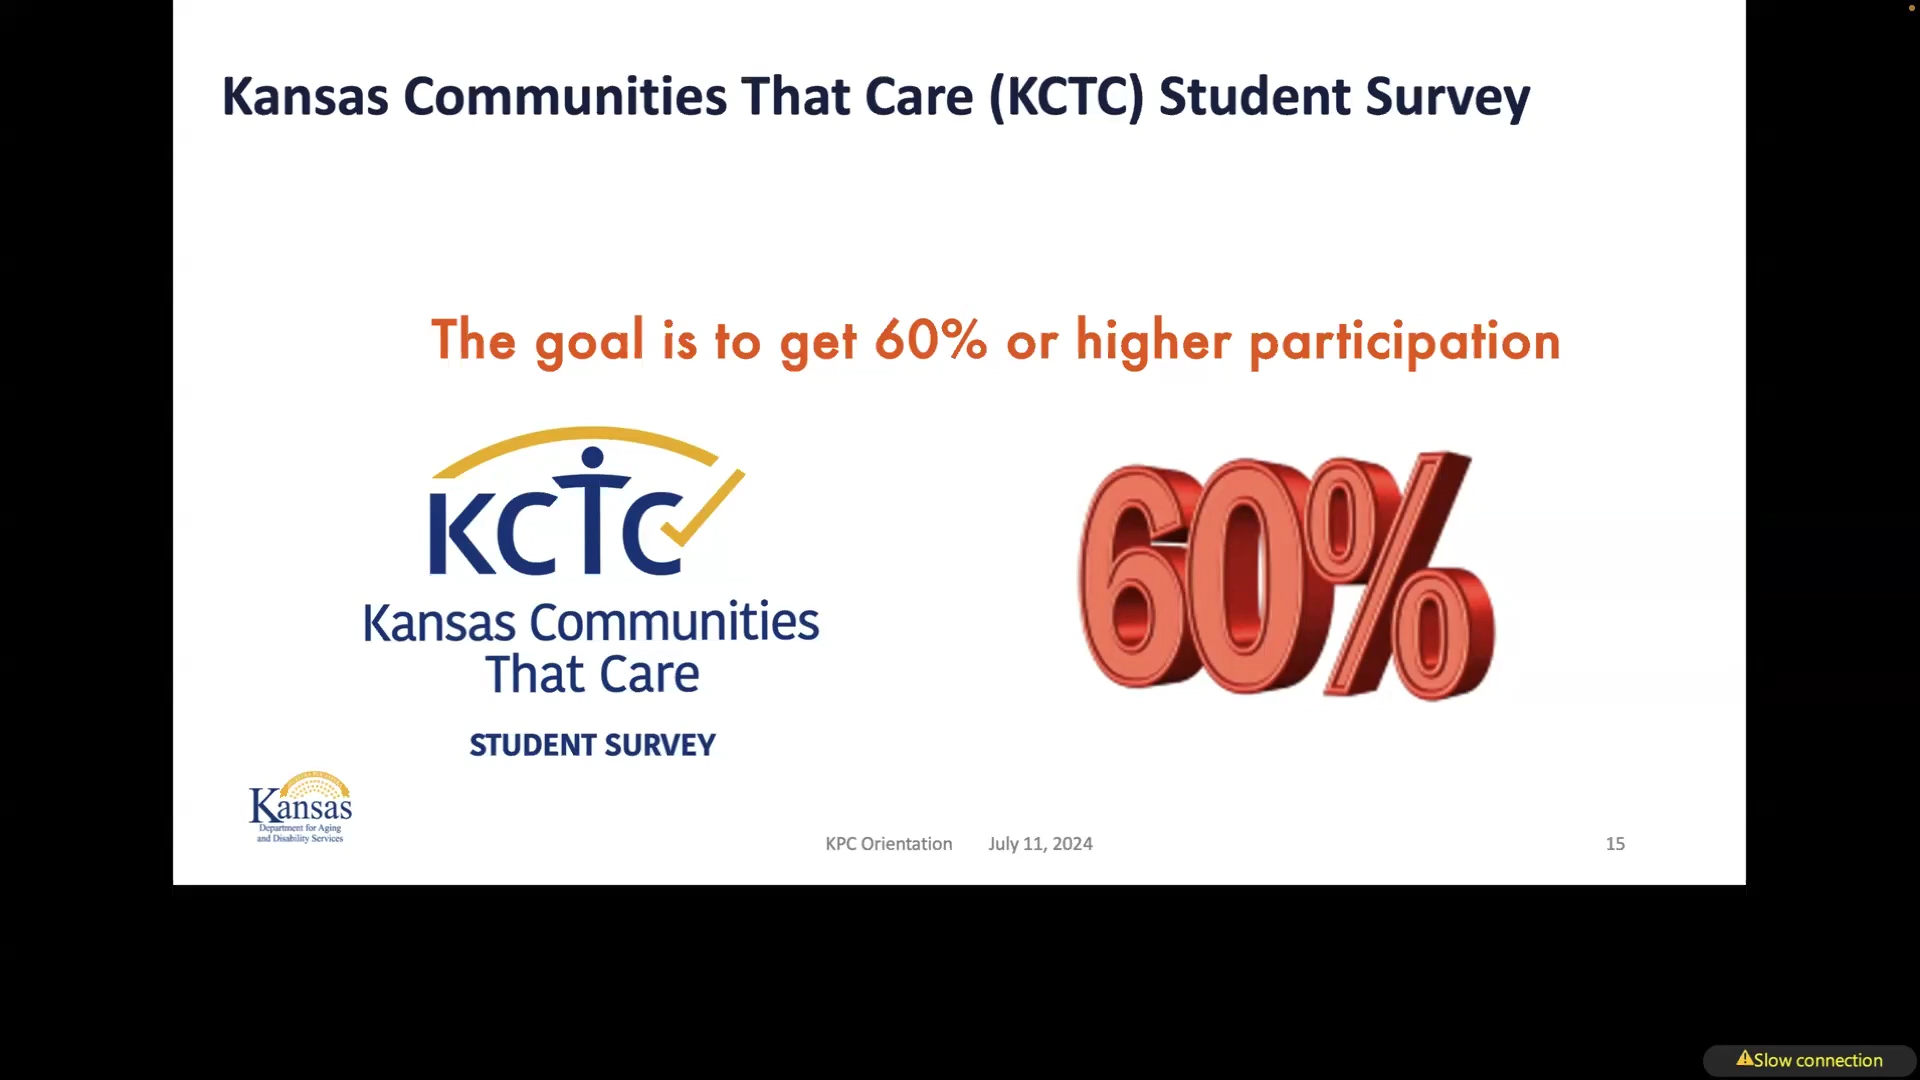 Kansas Communities That Care (KCTC) Student Survey
The goal is to get 60% or higher participation
KCTC
Kansas Communities
That Care
STUDENT SURVEY
60%
Kansas
Department for Aging
and Disability Services
KPC Orientation July 11, 2024 15
Slow connection